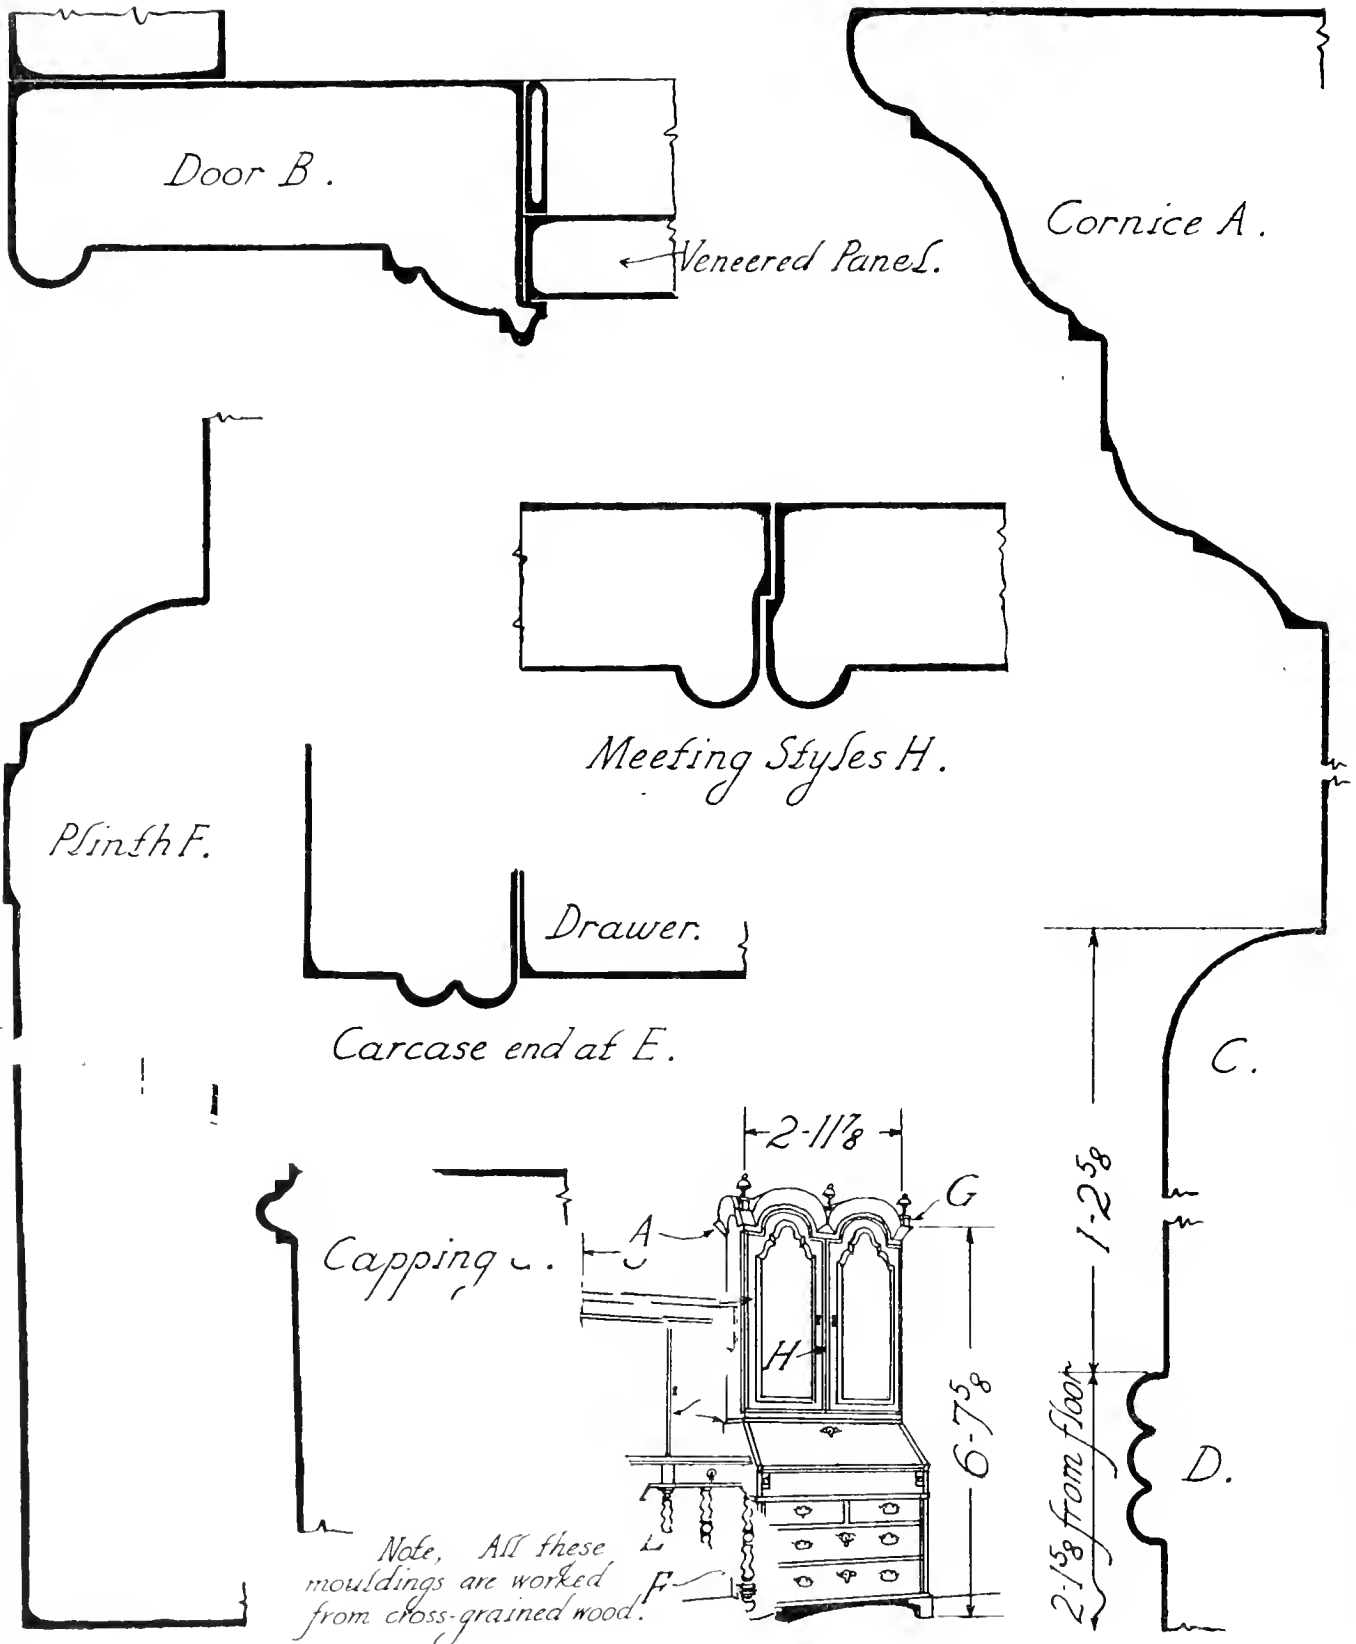 Door B.
Cornice A.
Veneered Panel.
Meeting Styles H.
Plinth F.
Drawer.
Carcase end at E.
C.
2-11⅞
G
A
1-2⅝
Capping
H
6-7⅝
D.
2-1⅝ from floor
Note, All these
mouldings are worked
from cross-grained wood.
F